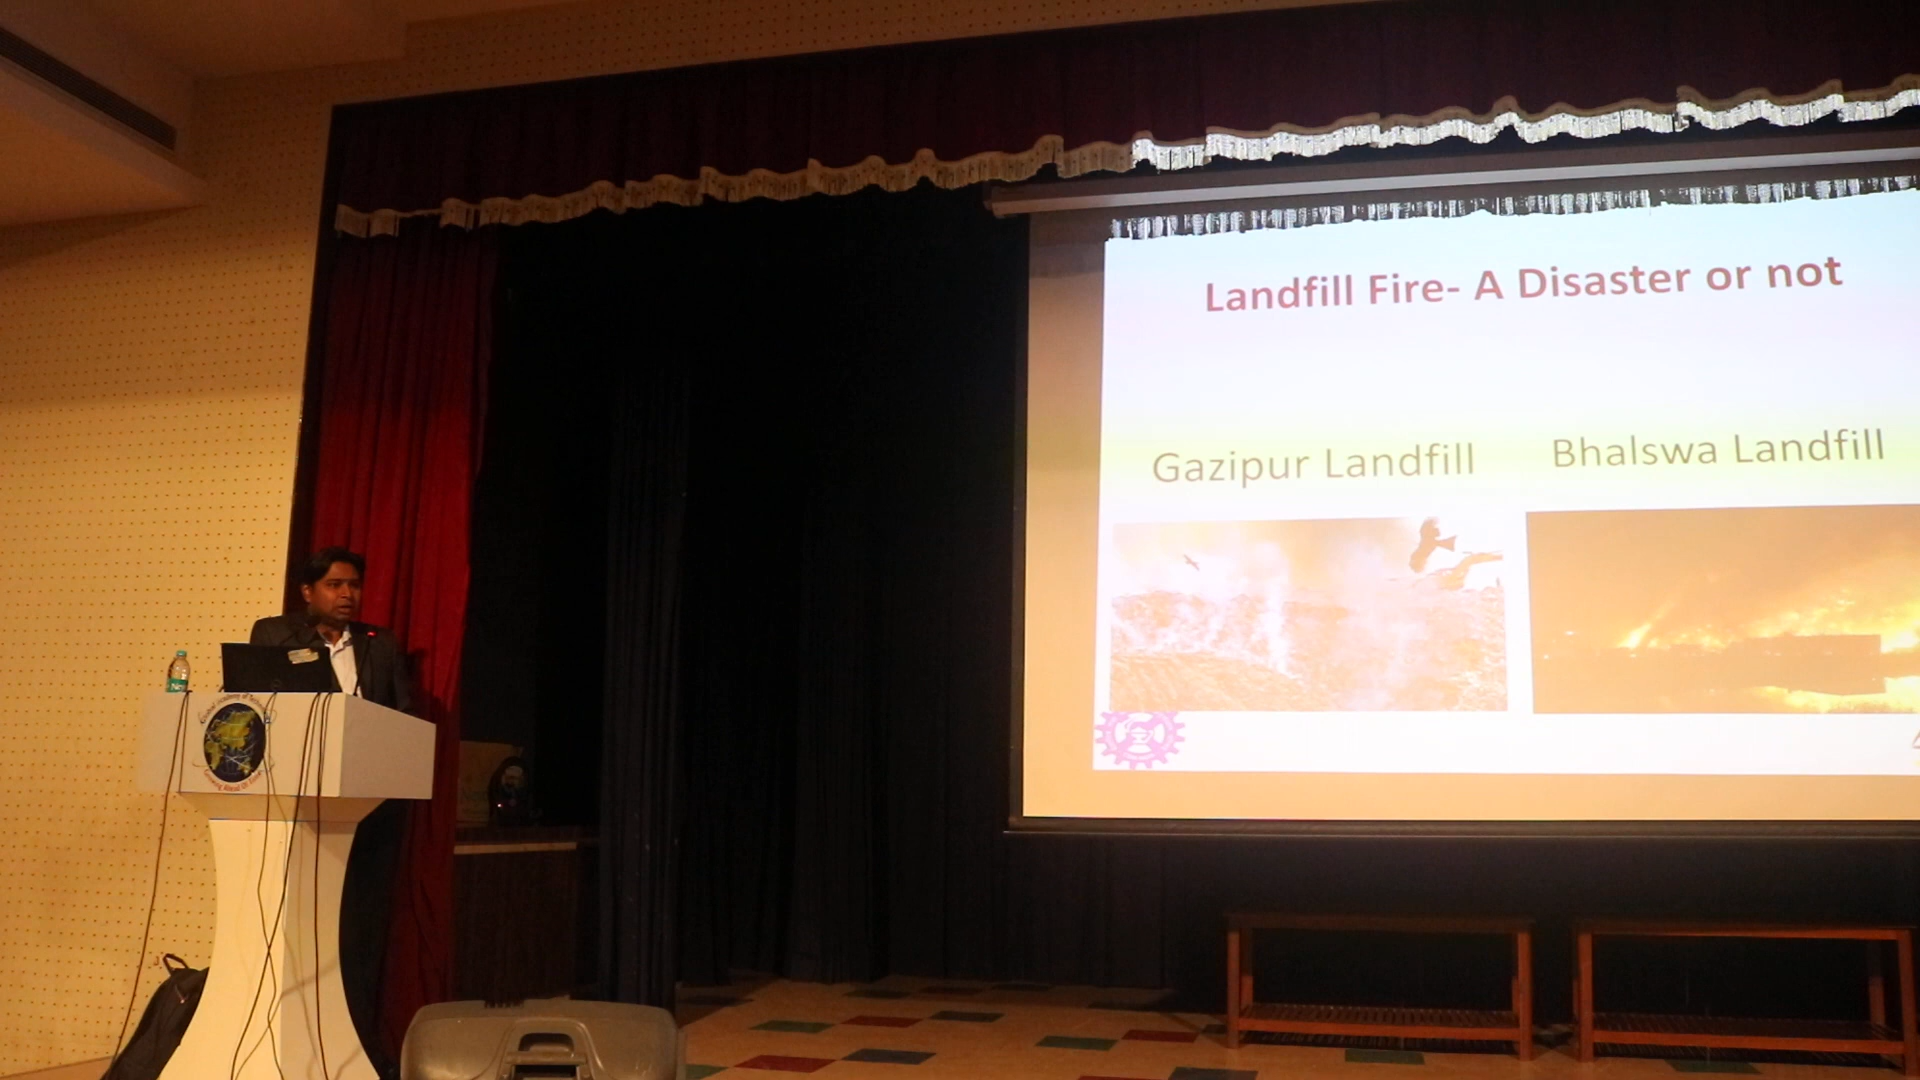 Landfill Fire- A Disaster or not
Gazipur Landfill
Bhalswa Landfill